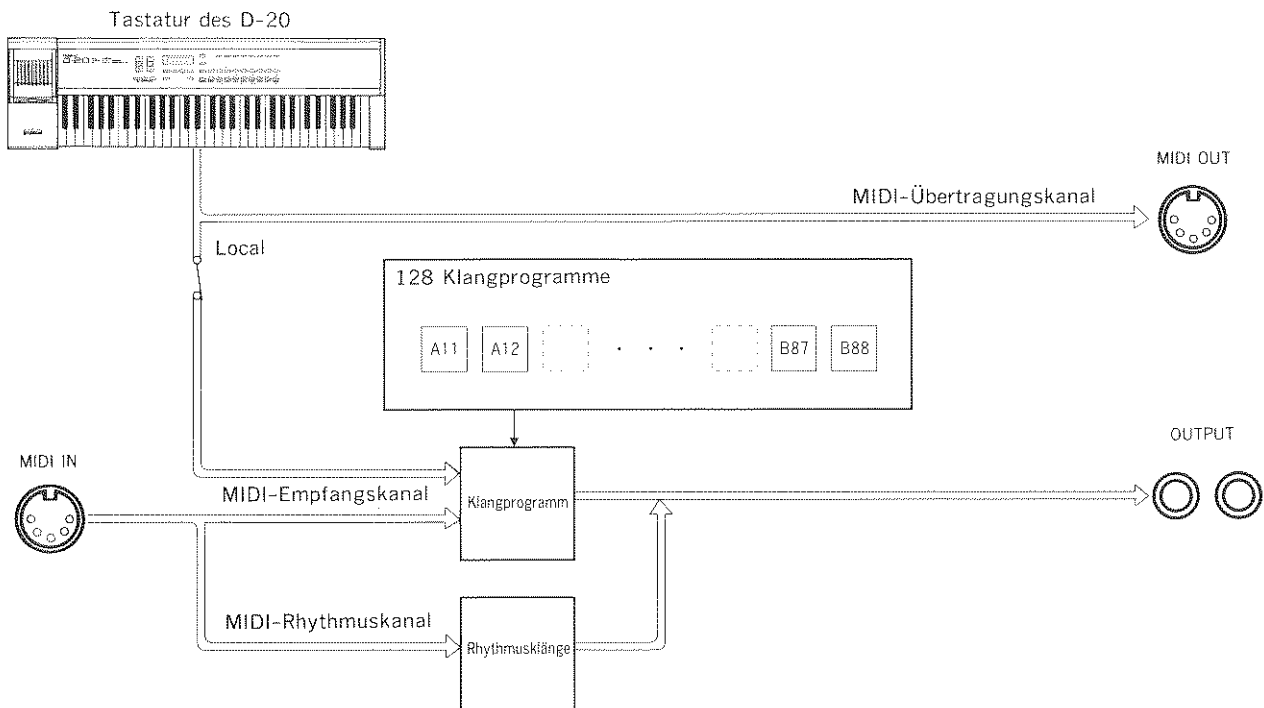 Tastatur des D-20
MIDI OUT
MIDI-Übertragungskanal
Local
128 Klangprogramme
A11 A12 · · · B87 B88
OUTPUT
MIDI IN
MIDI-Empfangskanal
Klangprogramm
MIDI-Rhythmuskanal
Rhythmusklänge